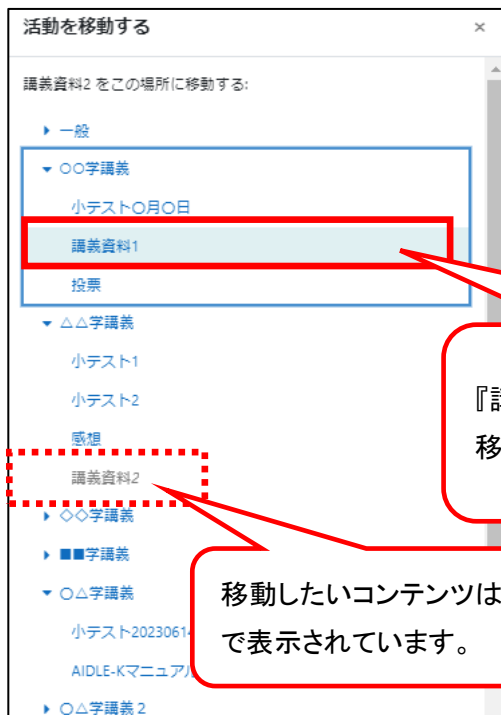 活動を移動する ×
講義資料2 をこの場所に移動する:
一般
〇〇学講義
小テスト〇月〇日
講義資料1
投票
△△学講義
小テスト1
小テスト2
感想
講義資料2
◇◇学講義
■■学講義
〇△学講義
小テスト2023061
AIDLE-Kマニュアル
〇△学講義2
『
移
移動したいコンテンツは
で表示されています。